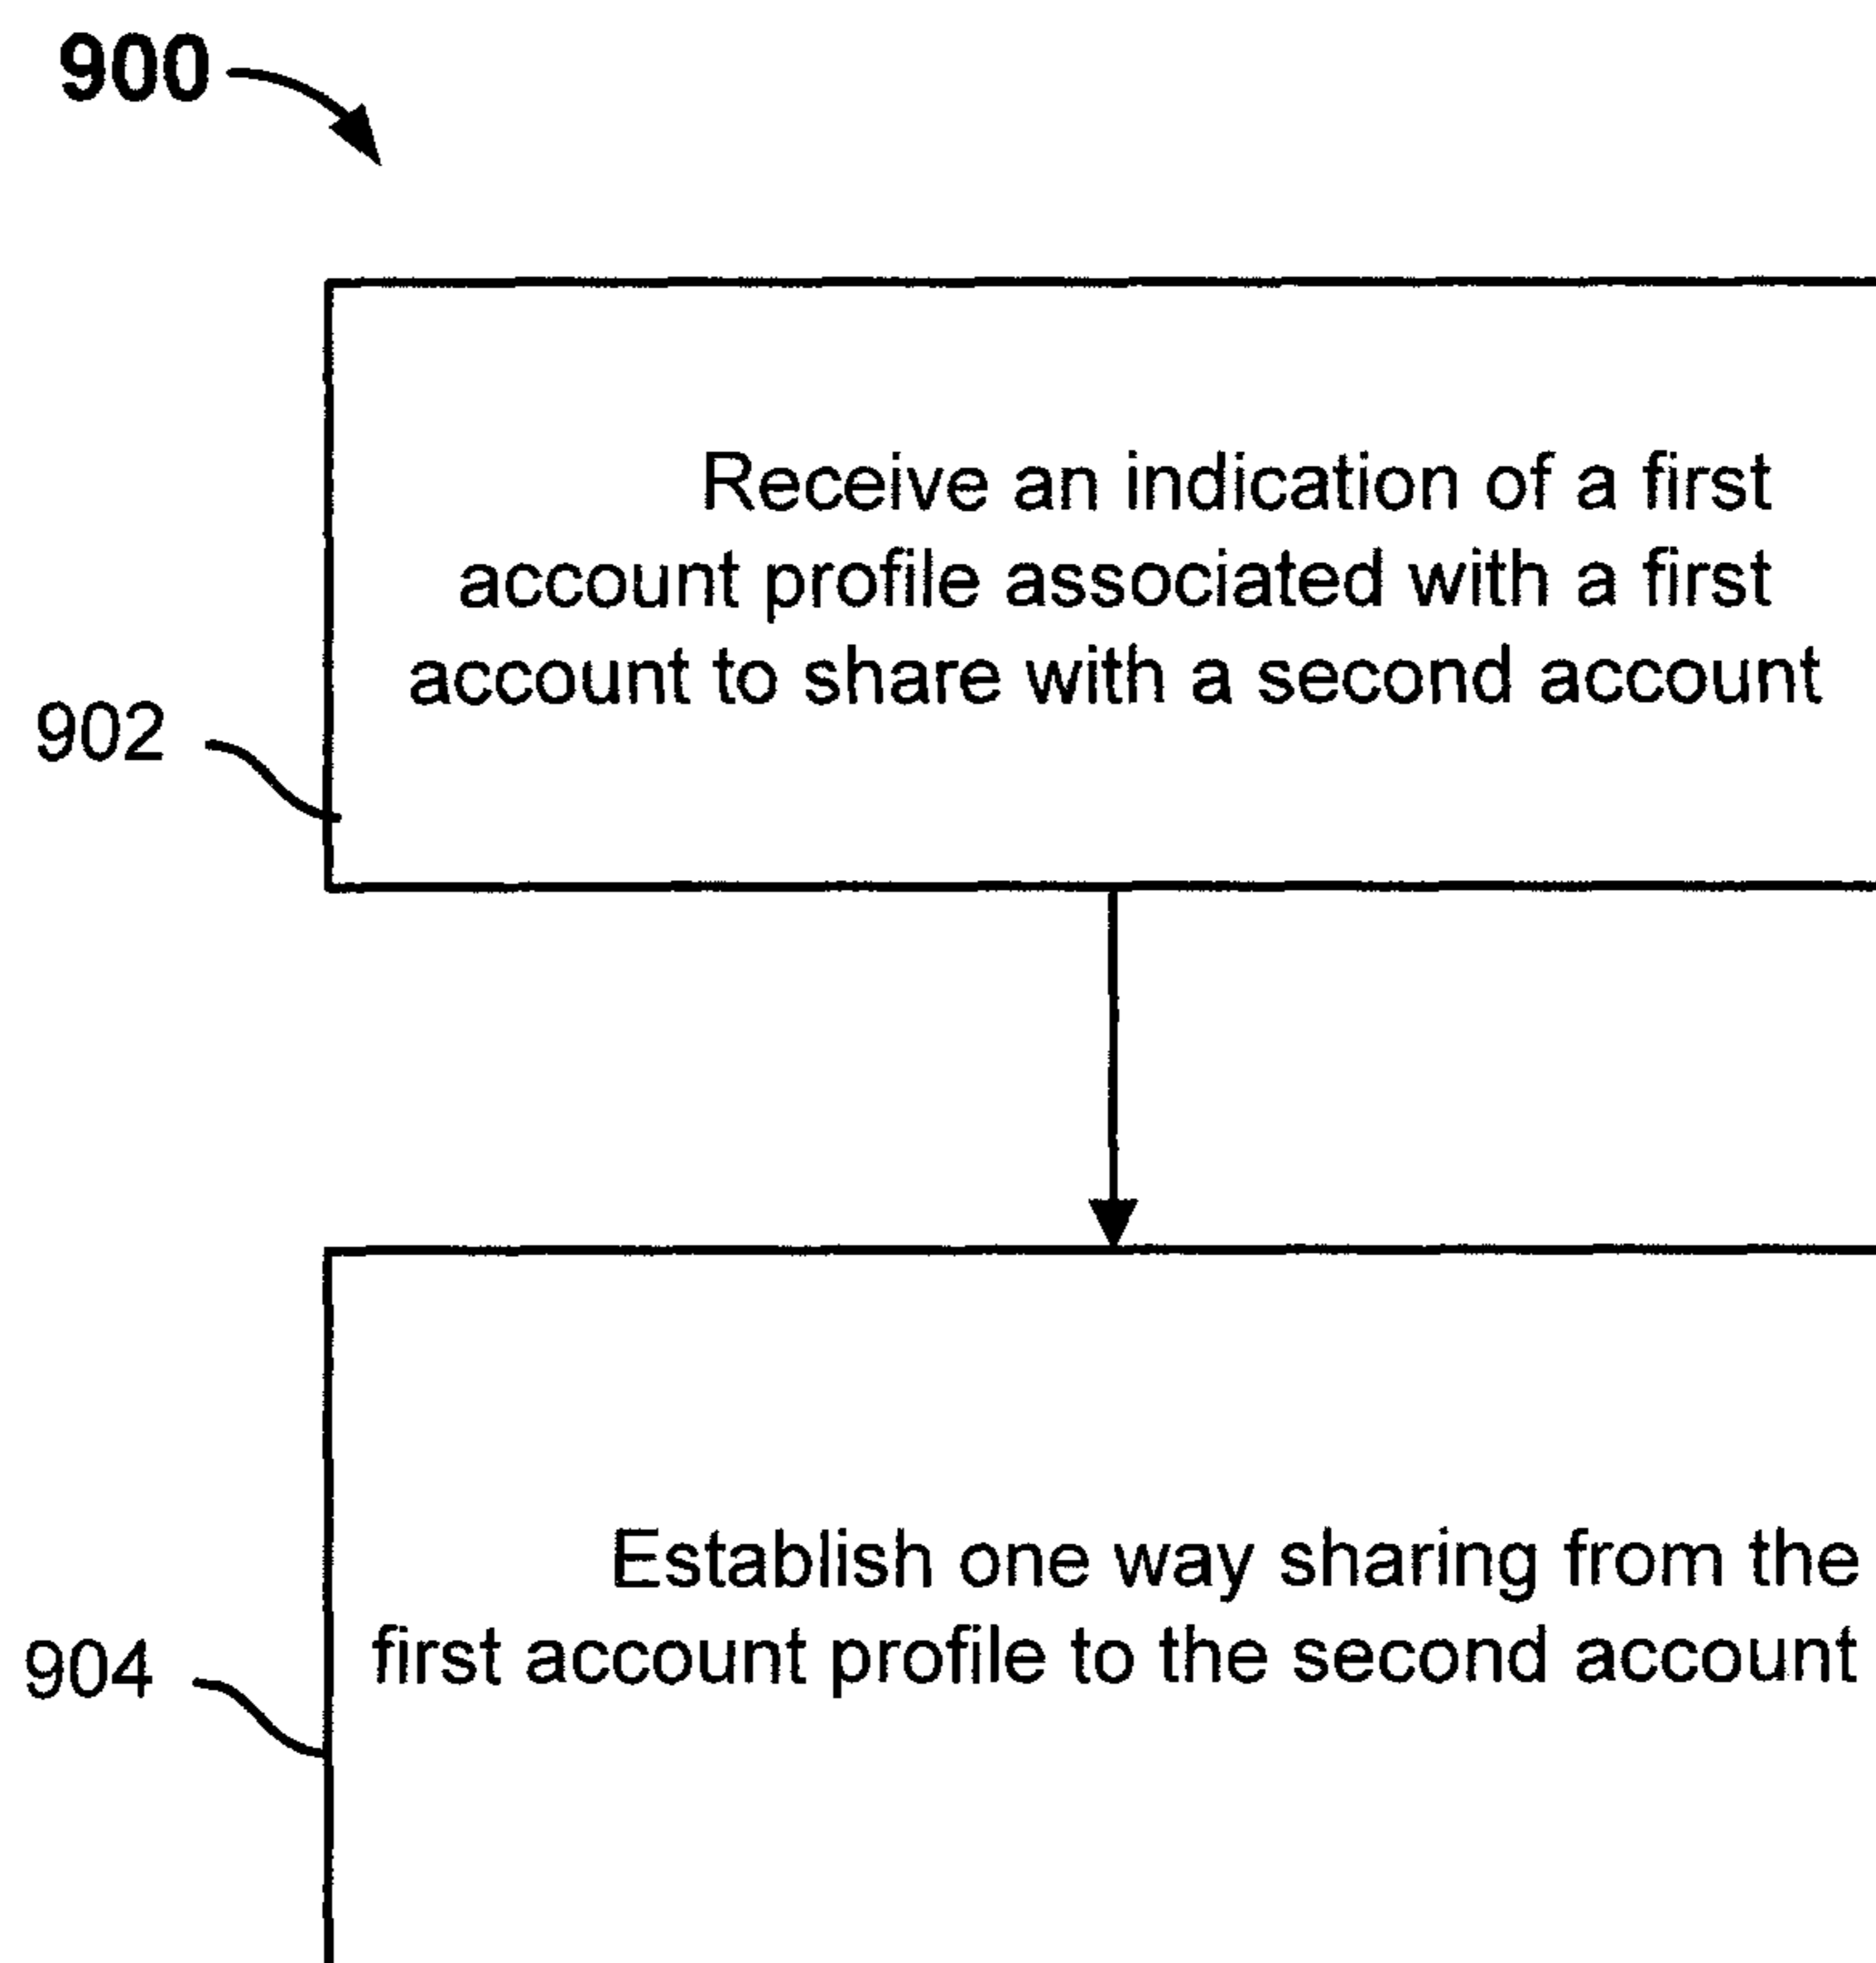 900
Receive an indication of a first
account profile associated with a first
account to share with a second account
902
Establish one way sharing from the
first account profile to the second account
904